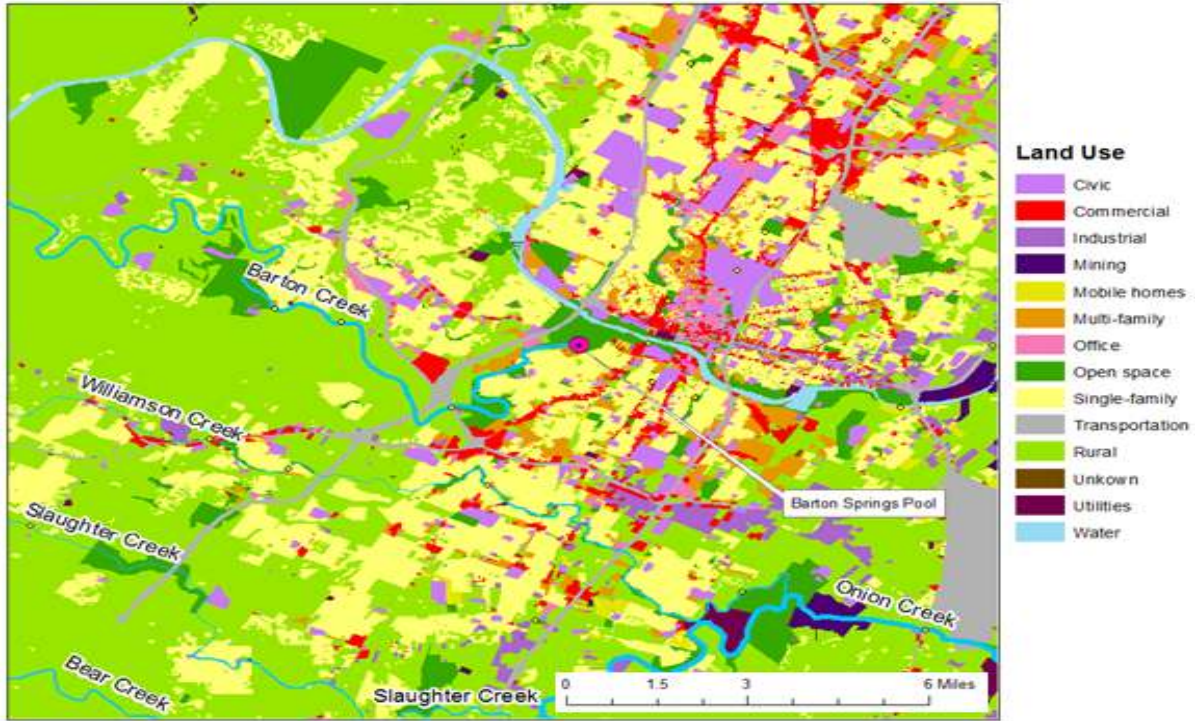 Barton Creek
Williamson Creek
Slaughter Creek
Bear Creek
Slaughter Creek
Onion Creek
Barton Springs Pool
0 1.5 3 6 Miles
Land Use
Civic
Commercial
Industrial
Mining
Mobile homes
Multi-family
Office
Open space
Single-family
Transportation
Rural
Unkown
Utilities
Water